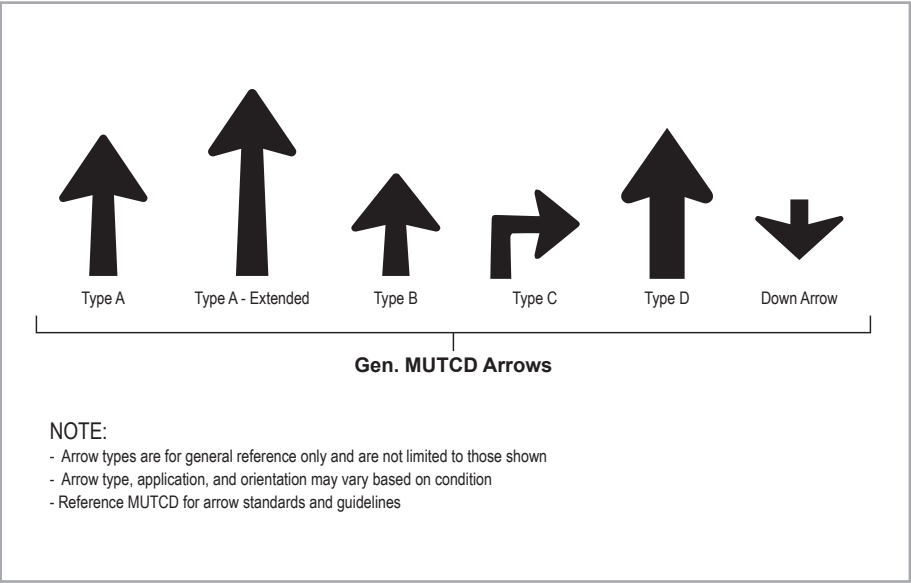 Type A
Type A - Extended
Type B
Type C
Type D
Down Arrow
Gen. MUTCD Arrows
NOTE:
- Arrow types are for general reference only and are not limited to those shown
- Arrow type, application, and orientation may vary based on condition
- Reference MUTCD for arrow standards and guidelines